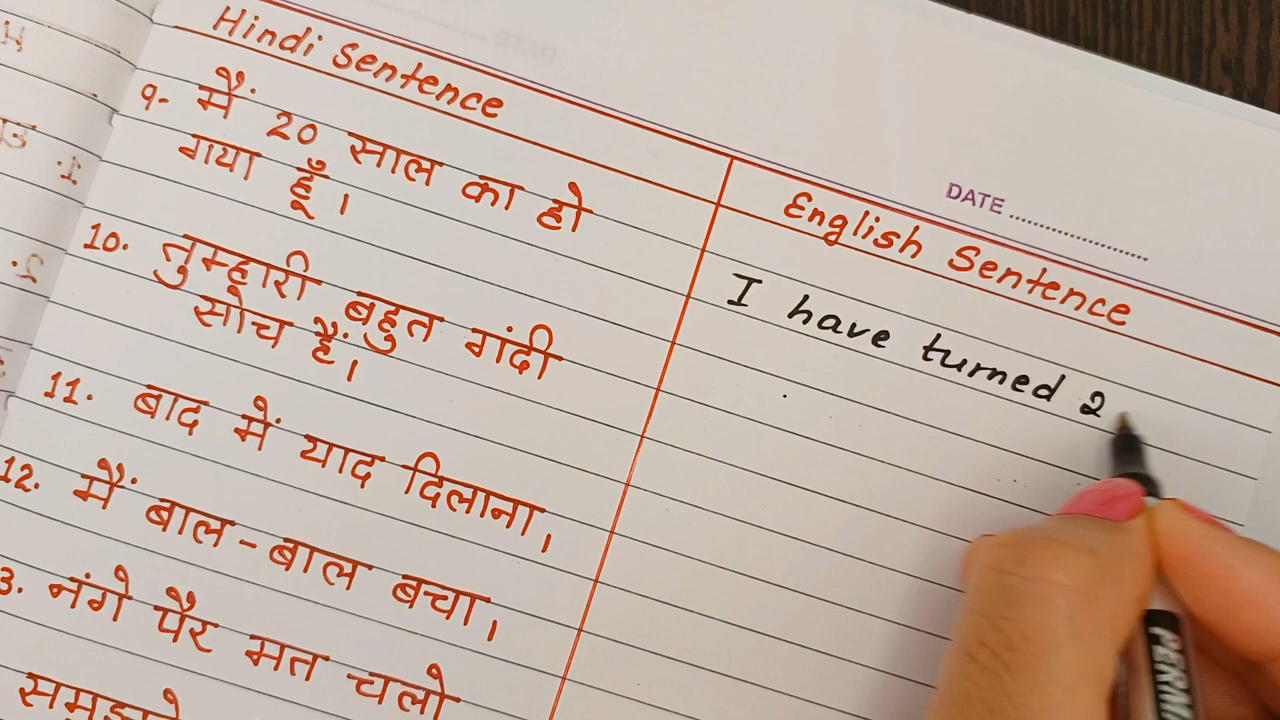 Hindi Sentence
9- मैं 20 साल का हो
गया हूँ।
10. तुम्हारी बहुत गंदी
सोच हैं।
11. बाद में याद दिलाना।
12. मैं बाल-बाल बचा।
3. नंगे पैर मत चलो
DATE
English Sentence
I have turned 2
PERM